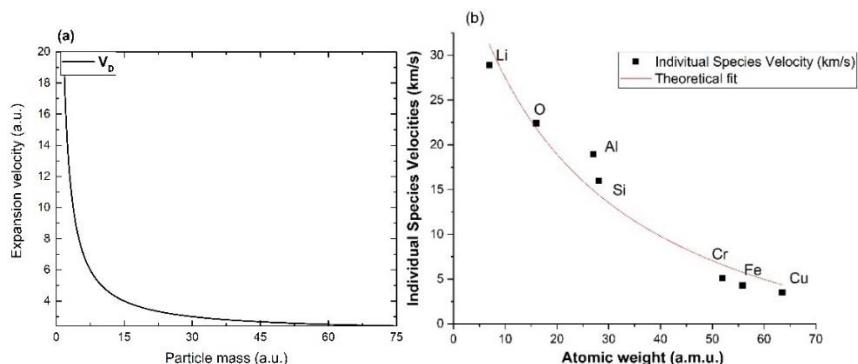 (a)
V_D
20
18
16
14
12
10
8
6
4
Expansion velocity (a.u.)
0
15
30
45
60
75
Particle mass (a.u.)
(b)
Indivitual Species Velocity (km/s)
Theoretical fit
30
25
20
15
10
5
0
Individual Species Velocities (km/s)
Li
O
Al
Si
Cr
Fe
Cu
0
10
20
30
40
50
60
70
Atomic weight (a.m.u.)